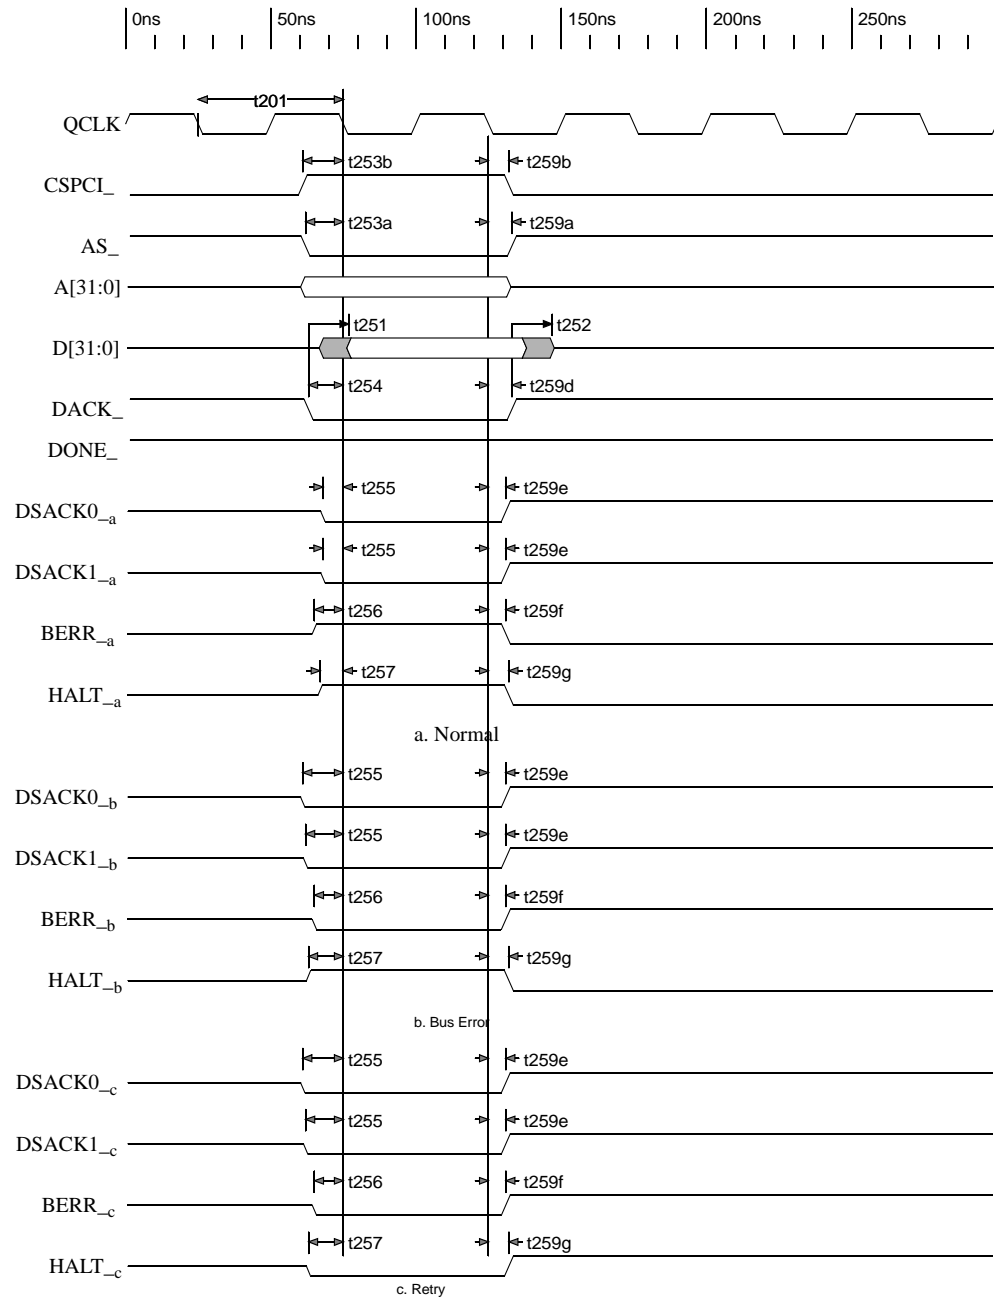 0ns 50ns 100ns 150ns 200ns 250ns
t201
QCLK
t253b t259b
CSPCI_
t253a t259a
AS_
A[31:0]
t251 t252
D[31:0]
t254 t259d
DACK_
DONE_
t255 t259e
DSACK0_a
t255 t259e
DSACK1_a
t256 t259f
BERR_a
t257 t259g
HALT_a
a. Normal
t255 t259e
DSACK0_b
t255 t259e
DSACK1_b
t256 t259f
BERR_b
t257 t259g
HALT_b
b. Bus Error
t255 t259e
DSACK0_c
t255 t259e
DSACK1_c
t256 t259f
BERR_c
t257 t259g
HALT_c
c. Retry